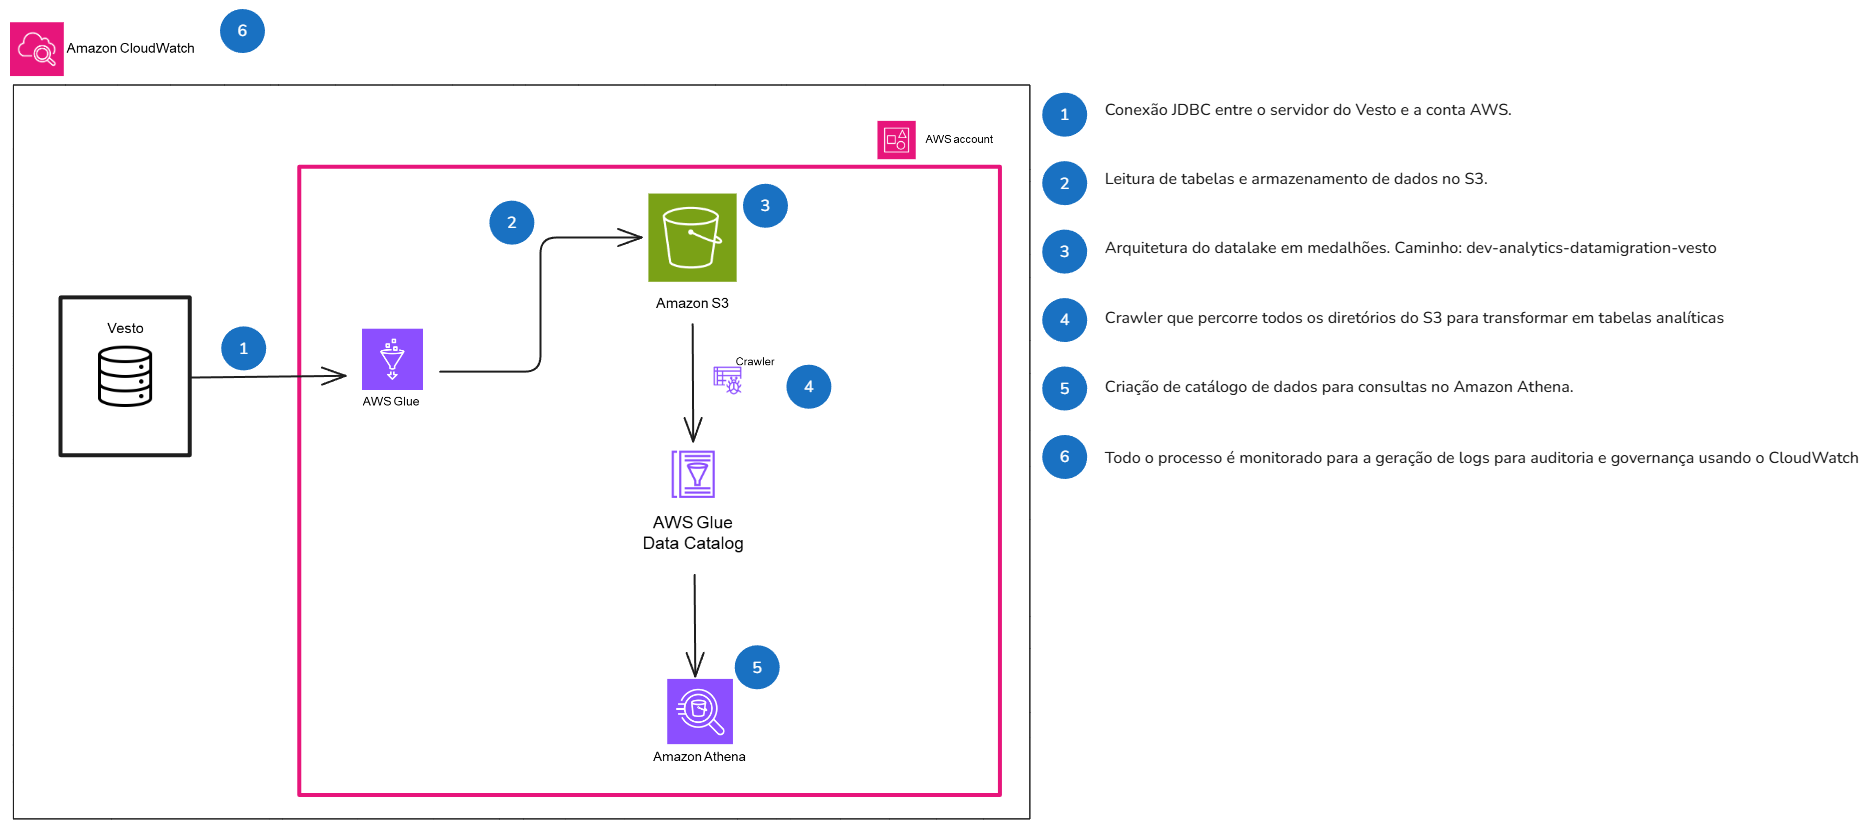 Amazon CloudWatch
6
AWS account
Vesto
1
AWS Glue
2
3
Amazon S3
Crawler
4
AWS Glue
Data Catalog
5
Amazon Athena
1 Conexão JDBC entre o servidor do Vesto e a conta AWS.
2 Leitura de tabelas e armazenamento de dados no S3.
3 Arquitetura do datalake em medalhões. Caminho: dev-analytics-datamigration-vesto
4 Crawler que percorre todos os diretórios do S3 para transformar em tabelas analíticas
5 Criação de catálogo de dados para consultas no Amazon Athena.
6 Todo o processo é monitorado para a geração de logs para auditoria e governança usando o CloudWatch